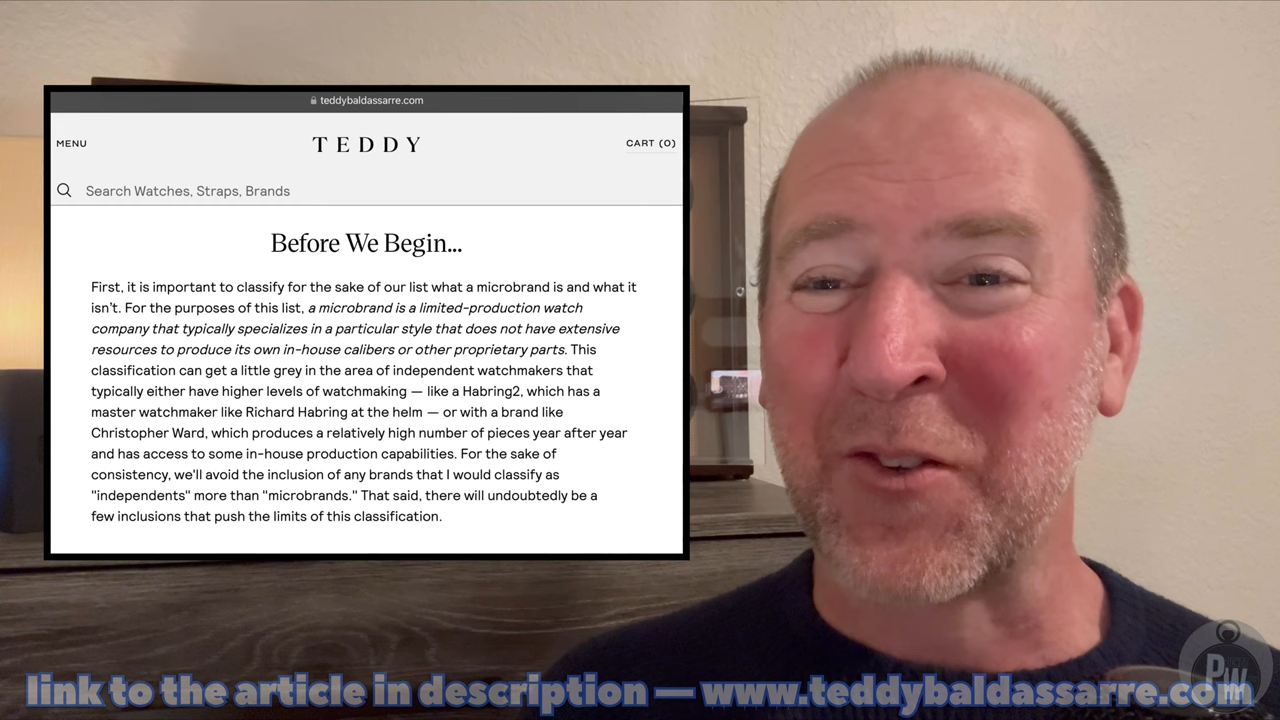 teddybaldassarre.com
MENU
TEDDY
CART (0)
Search Watches, Straps, Brands
Before We Begin...
First, it is important to classify for the sake of our list what a microbrand is and what it
isn't. For the purposes of this list, a microbrand is a limited-production watch
company that typically specializes in a particular style that does not have extensive
resources to produce its own in-house calibers or other proprietary parts. This
classification can get a little grey in the area of independent watchmakers that
typically either have higher levels of watchmaking — like a Habring2, which has a
master watchmaker like Richard Habring at the helm — or with a brand like
Christopher Ward, which produces a relatively high number of pieces year after year
and has access to some in-house production capabilities. For the sake of
consistency, we'll avoid the inclusion of any brands that I would classify as
"independents" more than "microbrands." That said, there will undoubtedly be a
few inclusions that push the limits of this classification.
link to the article in description — www.teddybaldassarre.com
PW